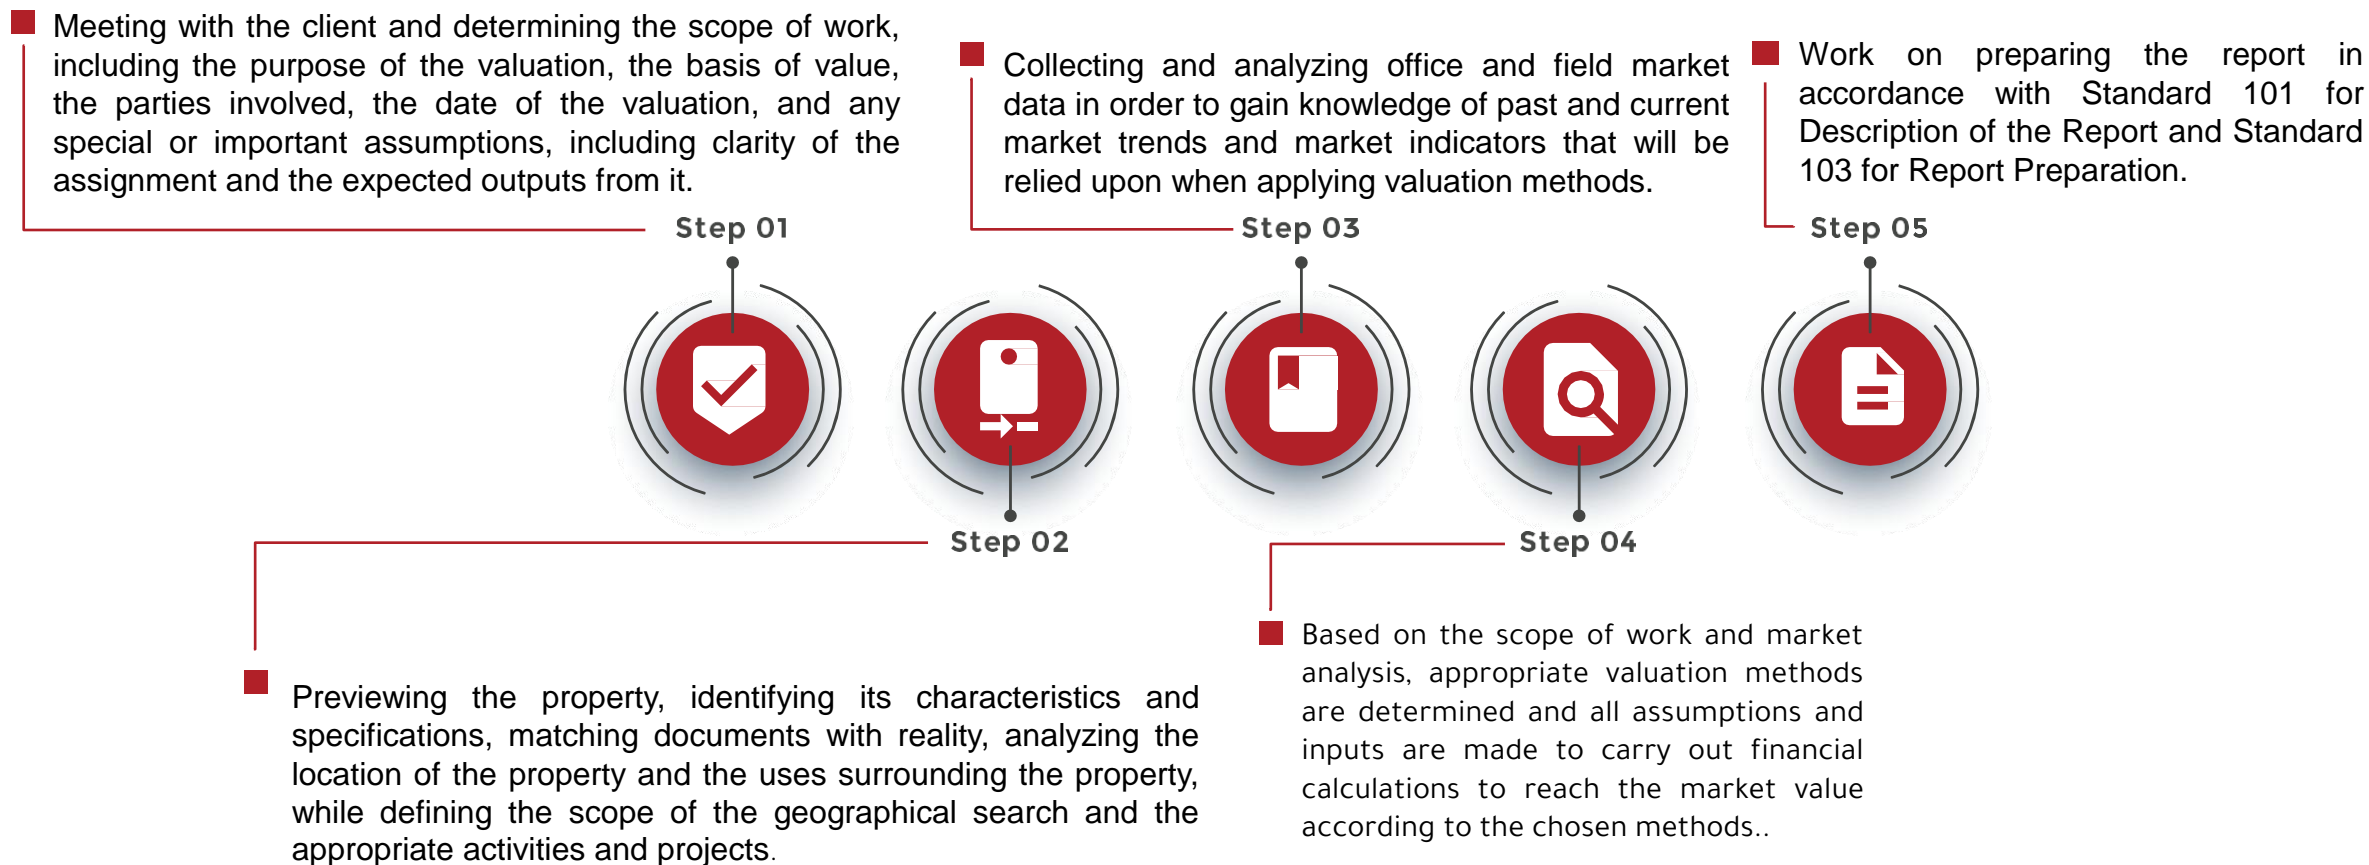 Meeting with the client and determining the scope of work,
including the purpose of the valuation, the basis of value,
the parties involved, the date of the valuation, and any
special or important assumptions, including clarity of the
assignment and the expected outputs from it.
Step 01
Previewing the property, identifying its characteristics and
specifications, matching documents with reality, analyzing the
location of the property and the uses surrounding the property,
while defining the scope of the geographical search and the
appropriate activities and projects.
Step 02
Collecting and analyzing office and field market
data in order to gain knowledge of past and current
market trends and market indicators that will be
relied upon when applying valuation methods.
Step 03
Based on the scope of work and market
analysis, appropriate valuation methods
are determined and all assumptions and
inputs are made to carry out financial
calculations to reach the market value
according to the chosen methods..
Step 04
Work on preparing the report in
accordance with Standard 101 for
Description of the Report and Standard
103 for Report Preparation.
Step 05